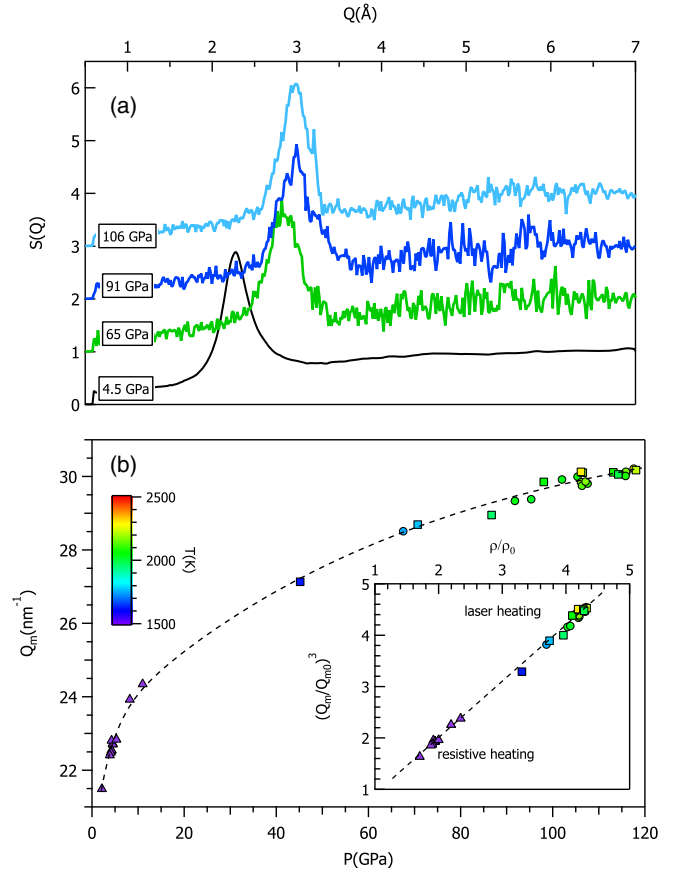 Q(Å)
1 2 3 4 5 6 7
(a)
6
5
4
3
2
1
0
S(Q)
106 GPa
91 GPa
65 GPa
4.5 GPa
(b)
30
28
26
24
22
Q_m(nm⁻¹)
2500
2000
1500
T(K)
ρ/ρ₀
1 2 3 4 5
5
4
3
2
1
(Q_m/Q_m0)³
laser heating
resistive heating
0 20 40 60 80 100 120
P(GPa)